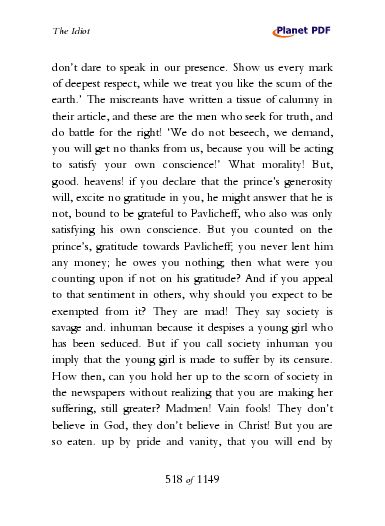 The Idiot
Planet PDF
don't dare to speak in our presence. Show us every mark
of deepest respect, while we treat you like the scum of the
earth.' The miscreants have written a tissue of calumny in
their article, and these are the men who seek for truth, and
do battle for the right! 'We do not beseech, we demand,
you will get no thanks from us, because you will be acting
to satisfy your own conscience!' What morality! But,
good. heavens! if you declare that the prince's generosity
will, excite no gratitude in you, he might answer that he is
not, bound to be grateful to Pavlicheff, who also was only
satisfying his own conscience. But you counted on the
prince's, gratitude towards Pavlicheff; you never lent him
any money; he owes you nothing; then what were you
counting upon if not on his gratitude? And if you appeal
to that sentiment in others, why should you expect to be
exempted from it? They are mad! They say society is
savage and. inhuman because it despises a young girl who
has been seduced. But if you call society inhuman you
imply that the young girl is made to suffer by its censure.
How then, can you hold her up to the scorn of society in
the newspapers without realizing that you are making her
suffering, still greater? Madmen! Vain fools! They don't
believe in God, they don't believe in Christ! But you are
so eaten. up by pride and vanity, that you will end by
518 of 1149